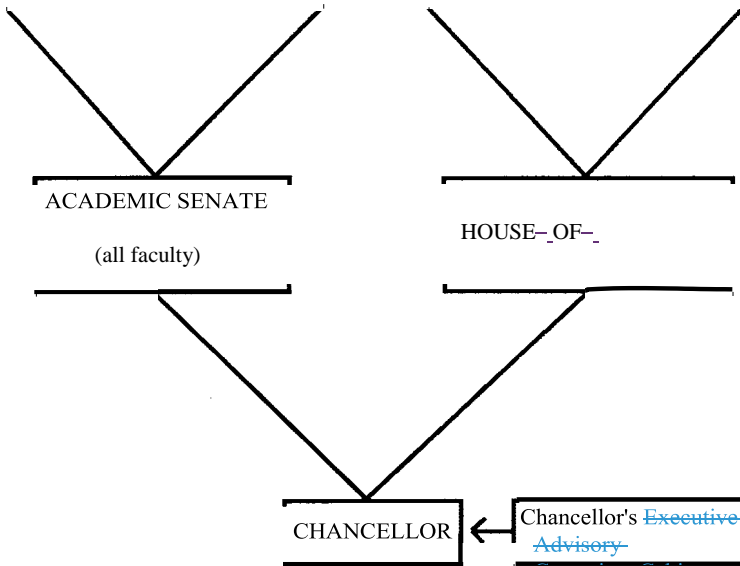 ACADEMIC SENATE
(all faculty)
HOUSE- OF-
CHANCELLOR
Chancellor's Executive
Advisory